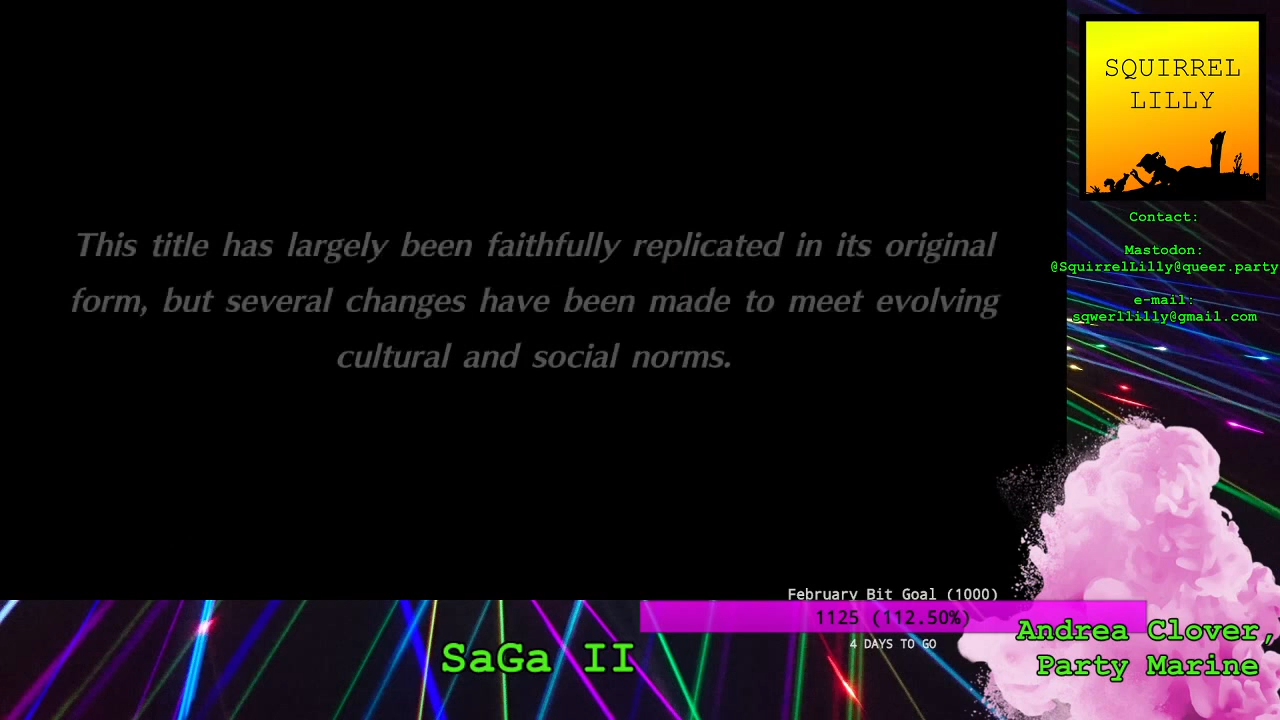 This title has largely been faithfully replicated in its original
form, but several changes have been made to meet evolving
cultural and social norms.
SQUIRREL
LILLY
Contact:
Mastodon:
@SquirrelLilly@queer.party
e-mail:
sqwerllilly@gmail.com
February Bit Goal (1000)
1125 (112.50%)
4 DAYS TO GO
SaGa II
Andrea Clover,
Party Marine